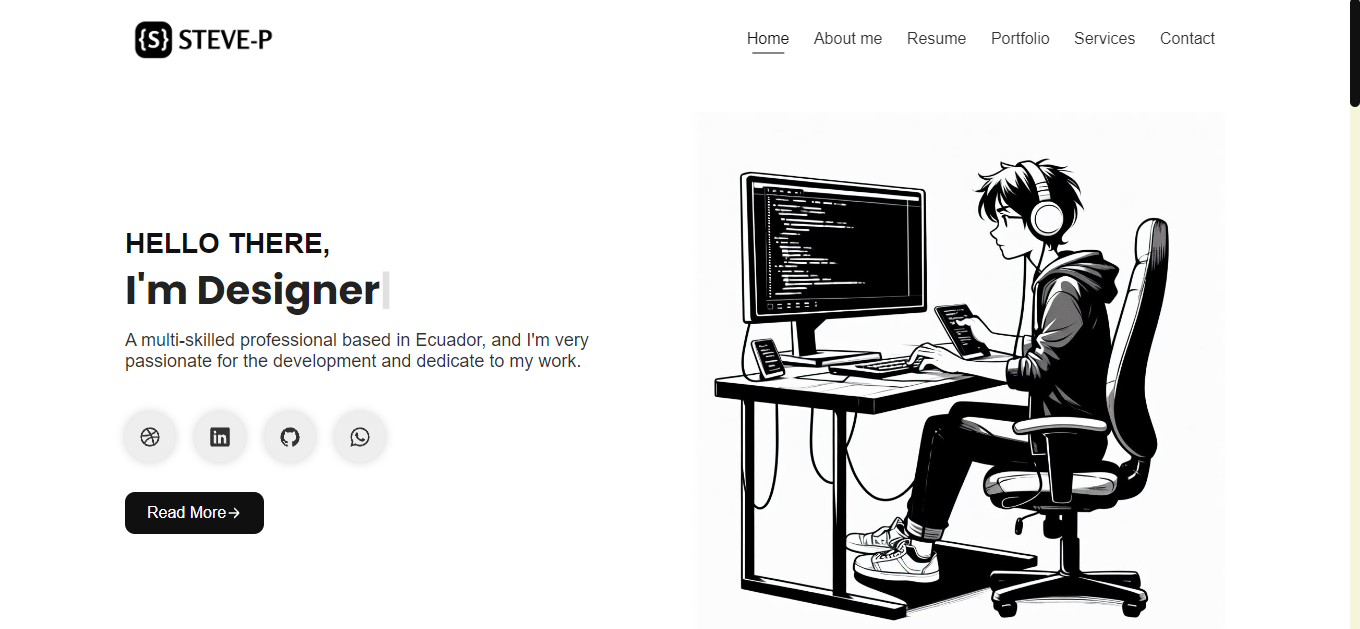 {S} STEVE-P
Home About me Resume Portfolio Services Contact
HELLO THERE,
I'm Designer
A multi-skilled professional based in Ecuador, and I'm very
passionate for the development and dedicate to my work.
in
Read More→